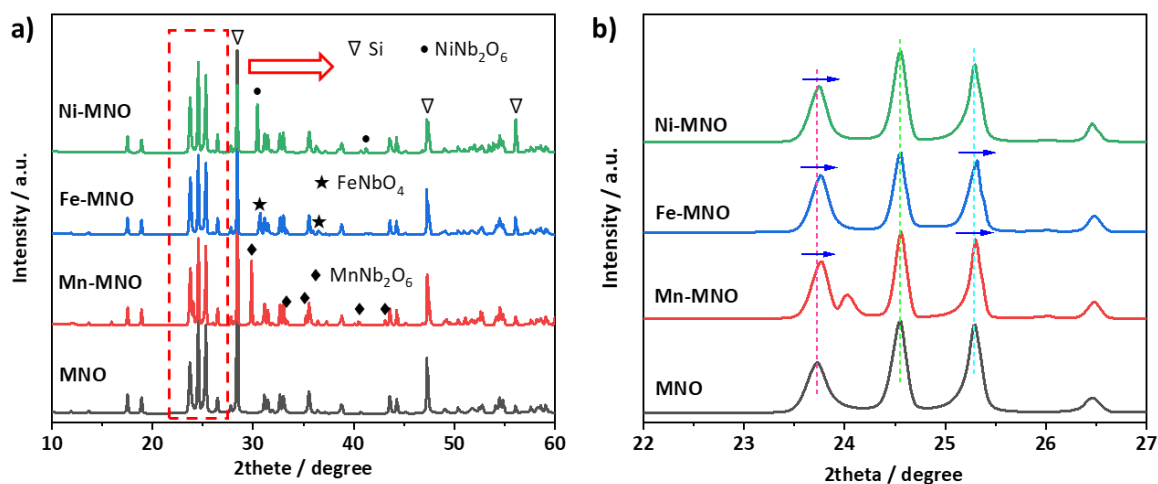 a)
▽ Si
● NiNb₂O₆
Ni-MNO
★ FeNbO₄
Fe-MNO
◆ MnNb₂O₆
Mn-MNO
MNO
Intensity / a.u.
10 20 30 40 50 60
2thete / degree
b)
Ni-MNO
Fe-MNO
Mn-MNO
MNO
Intensity / a.u.
22 23 24 25 26 27
2theta / degree